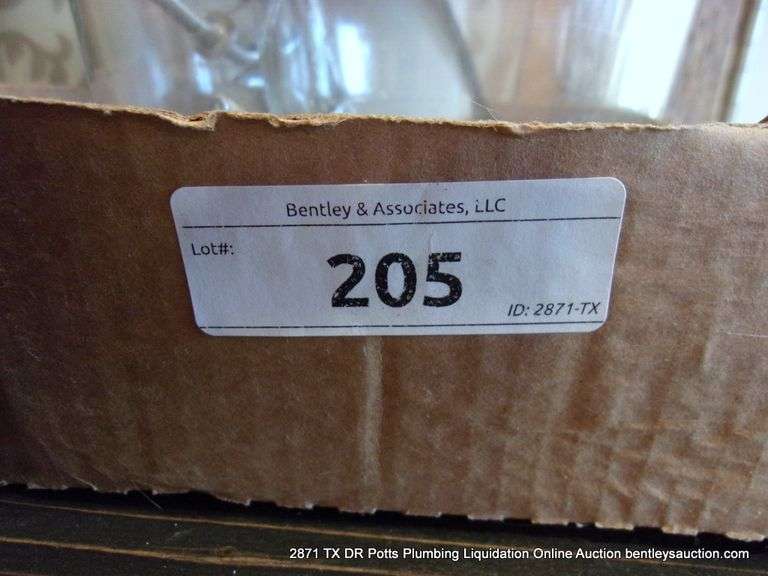 Bentley & Associates, LLC
Lot#:
205
ID: 2871-TX
2871 TX DR Potts Plumbing Liquidation Online Auction bentleysauction.com